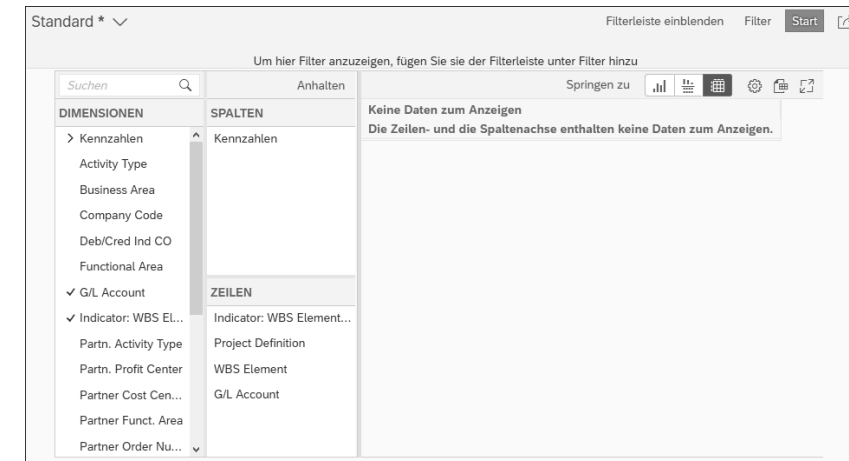 Standard *
Filterleiste einblenden Filter Start
Um hier Filter anzuzeigen, fügen Sie sie der Filterleiste unter Filter hinzu
Suchen
Anhalten
Springen zu
DIMENSIONEN
Kennzahlen
Activity Type
Business Area
Company Code
Deb/Cred Ind CO
Functional Area
G/L Account
Indicator: WBS El...
Partn. Activity Type
Partn. Profit Center
Partner Cost Cen...
Partner Funct. Area
Partner Order Nu...
SPALTEN
Kennzahlen
ZEILEN
Indicator: WBS Element...
Project Definition
WBS Element
G/L Account
Keine Daten zum Anzeigen
Die Zeilen- und die Spaltenachse enthalten keine Daten zum Anzeigen.